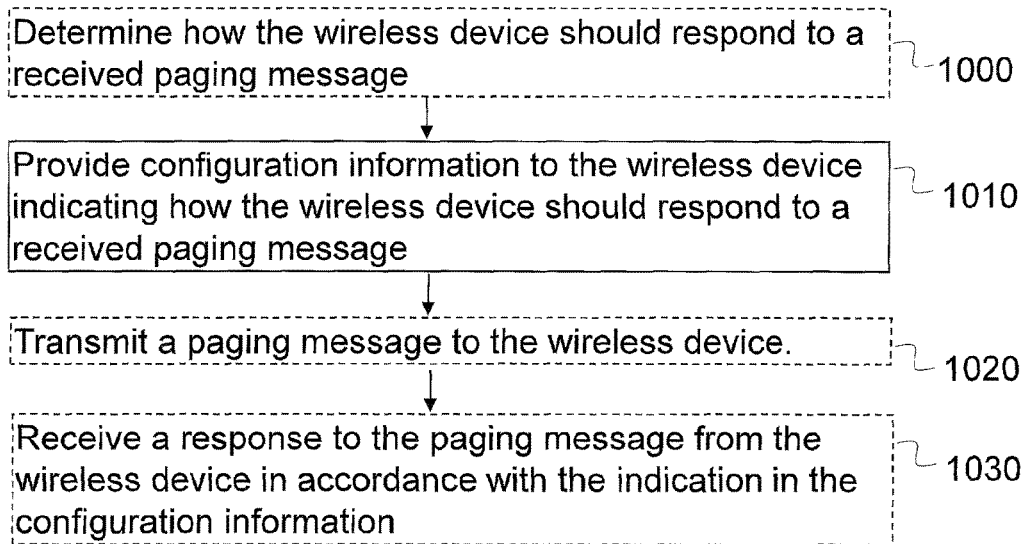 Determine how the wireless device should respond to a
received paging message
1000
Provide configuration information to the wireless device
indicating how the wireless device should respond to a
received paging message
1010
Transmit a paging message to the wireless device.
1020
Receive a response to the paging message from the
wireless device in accordance with the indication in the
configuration information
1030